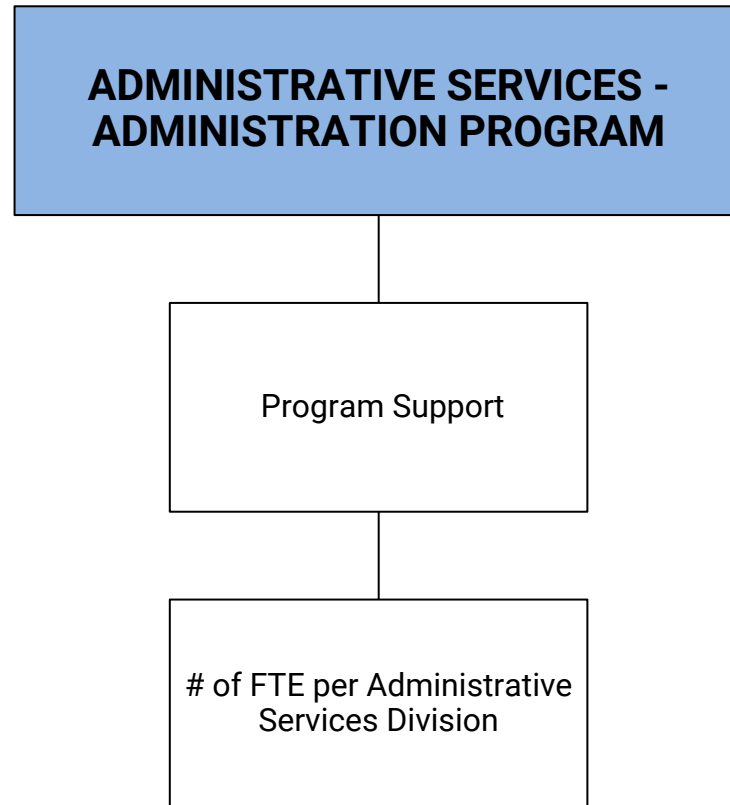 ADMINISTRATIVE SERVICES -
ADMINISTRATION PROGRAM
Program Support
# of FTE per Administrative
Services Division